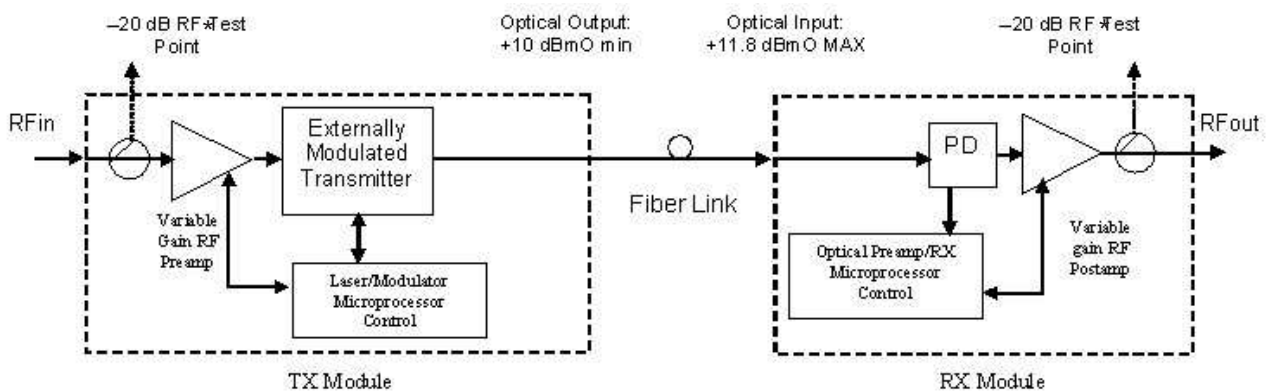 –20 dB RF*Test
Point
Optical Output:
+10 dBmO min
Optical Input:
+11.8 dBmO MAX
–20 dB RF*Test
Point
RFin
Externally
Modulated
Transmitter
Variable
Gain RF
Preamp
Laser/Modulator
Microprocessor
Control
TX Module
Fiber Link
PD
RFout
Optical Preamp/RX
Microprocessor
Control
Variable
gain RF
Postamp
RX Module